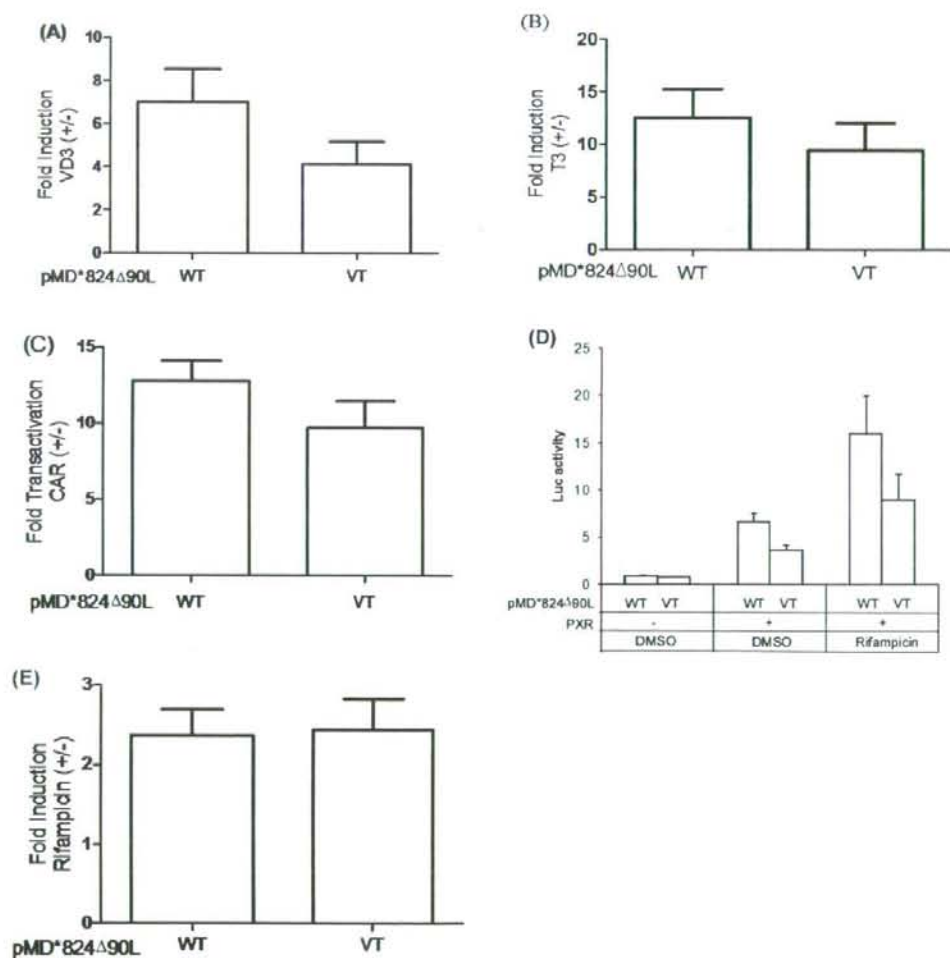 (A)
10
8
6
4
2
0
Fold Induction
VD3 (+/-)
pMD*824Δ90L WT VT
(B)
20
15
10
5
0
Fold Induction
T3 (+/-)
pMD*824Δ90L WT VT
(C)
15
10
5
0
Fold Transactivation
CAR (+/-)
pMD*824Δ90L WT VT
(D)
25
20
15
10
5
0
Luc activity
pMD*824Δ90L WT VT WT VT WT VT
PXR - + +
DMSO DMSO Rifampicin
(E)
3
2
1
0
Fold Induction
Rifampicin (+/-)
pMD*824Δ90L WT VT